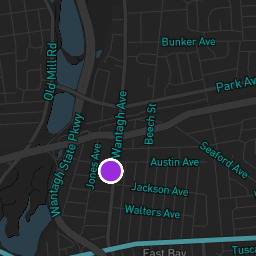 Bunker Ave
Old Mill Rd
Park Av
Wantagh Ave
Beech St
Seaford Ave
Jones Ave
Wantagh State Pkwy
Austin Ave
Jackson Ave
Walters Ave
East Bay
Tusca